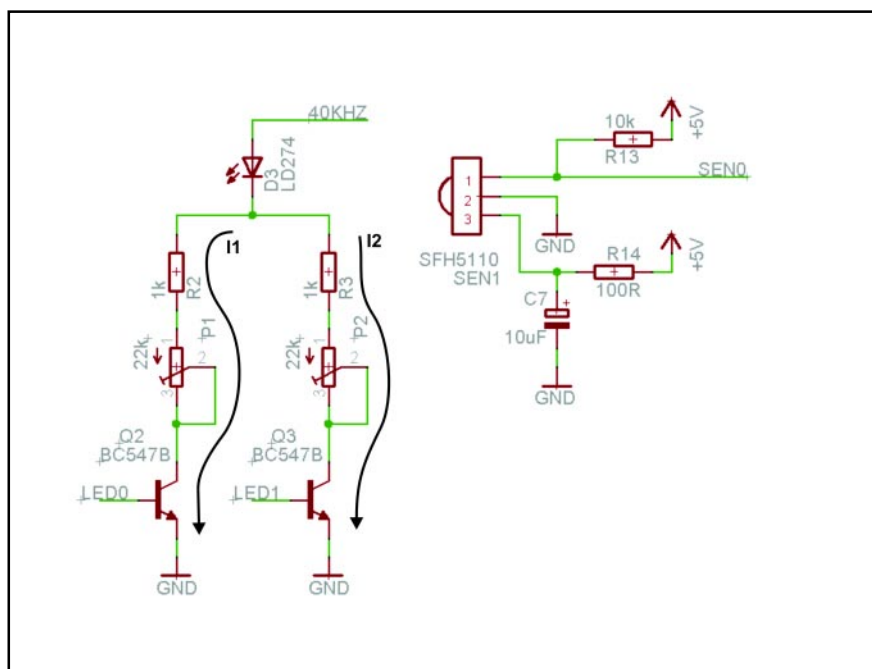 40KHZ
D3
LD274
I1
I2
1k
R2
1k
R3
P1
22k
1
2
3
P2
22k
1
2
3
Q2
BC547B
Q3
BC547B
LED0
LED1
GND
GND
10k
R13
+5V
SEN0
1
2
3
GND
SFH5110
SEN1
R14
100R
+5V
C7
+
10uF
GND